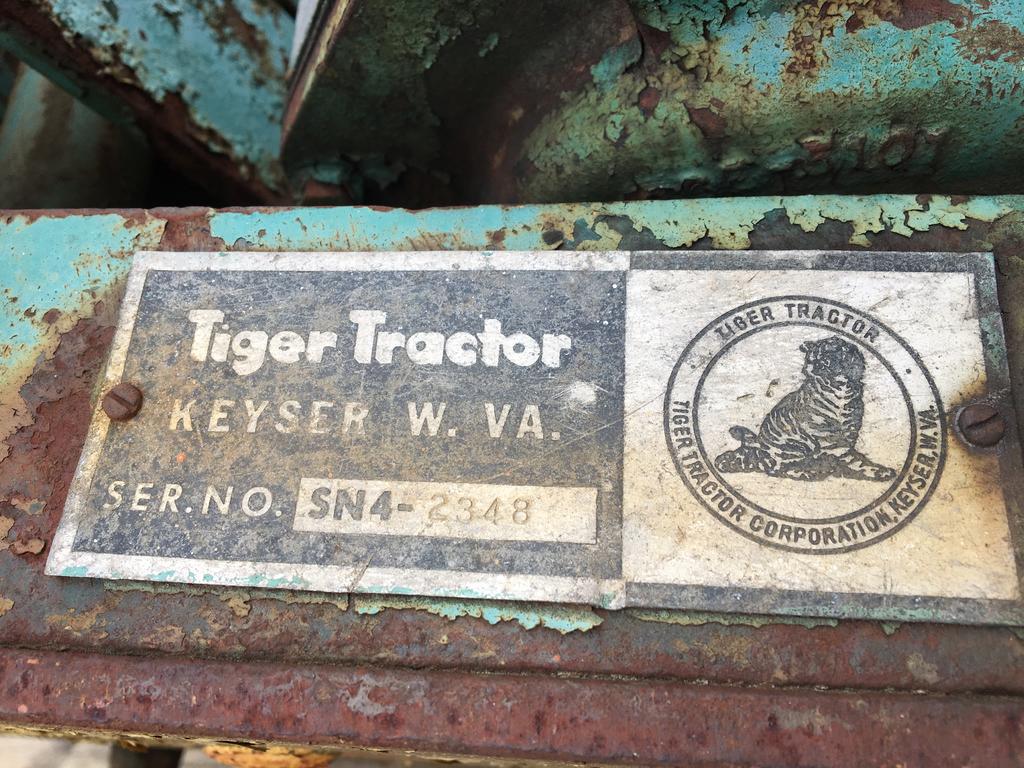 Tiger Tractor
KEYSER W. VA.
SER.NO. SN4-2348
TIGER TRACTOR
TIGER TRACTOR CORPORATION, KEYSER, W. VA.